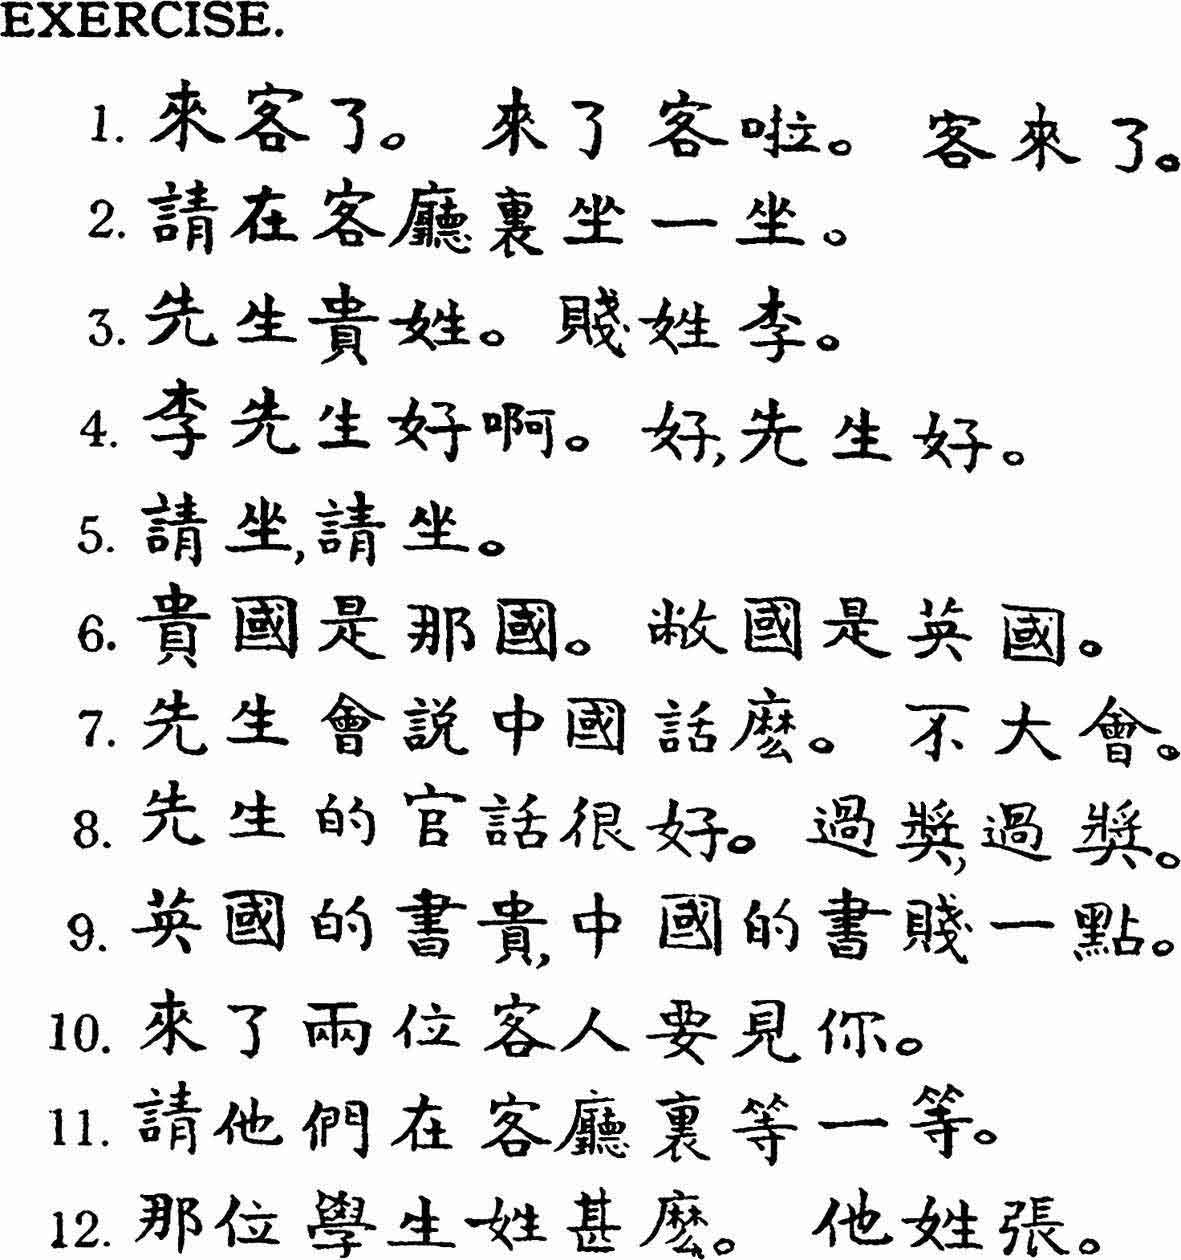 EXERCISE.
1. 來客了。 來了客啦。 客來了。
2. 請在客廳裏坐一坐。
3. 先生貴姓。 賤姓李。
4. 李先生好啊。 好,先生好。
5. 請坐,請坐。
6. 貴國是那國。 敝國是英國。
7. 先生會説中國話麽。 不大會。
8. 先生的官話很好。 過獎,過獎。
9. 英國的書貴,中國的書賤一點。
10. 來了兩位客人要見你。
11. 請他們在客廳裏等一等。
12. 那位學生姓甚麽。 他姓張。